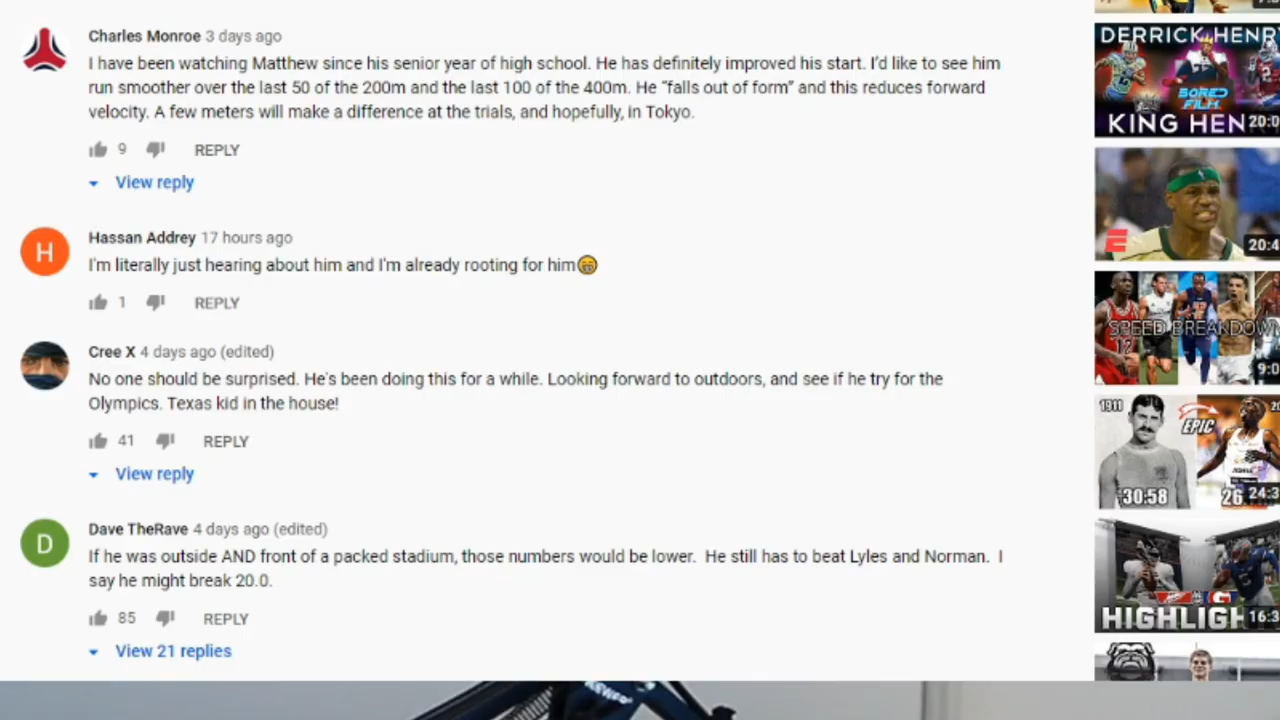 Charles Monroe 3 days ago
I have been watching Matthew since his senior year of high school. He has definitely improved his start. I'd like to see him
run smoother over the last 50 of the 200m and the last 100 of the 400m. He “falls out of form” and this reduces forward
velocity. A few meters will make a difference at the trials, and hopefully, in Tokyo.
9 REPLY
View reply
H
Hassan Addrey 17 hours ago
I'm literally just hearing about him and I'm already rooting for him😁
1 REPLY
Cree X 4 days ago (edited)
No one should be surprised. He's been doing this for a while. Looking forward to outdoors, and see if he try for the
Olympics. Texas kid in the house!
41 REPLY
View reply
D
Dave TheRave 4 days ago (edited)
If he was outside AND front of a packed stadium, those numbers would be lower.  He still has to beat Lyles and Norman.  I
say he might break 20.0.
85 REPLY
View 21 replies
DERRICK HENR
BORED
FILM
KING HEN
20:0
20:4
SPEED BREAKDOW
9:0
1911
EPIC
30:58
26
24:3
HIGHLIGH
16:3